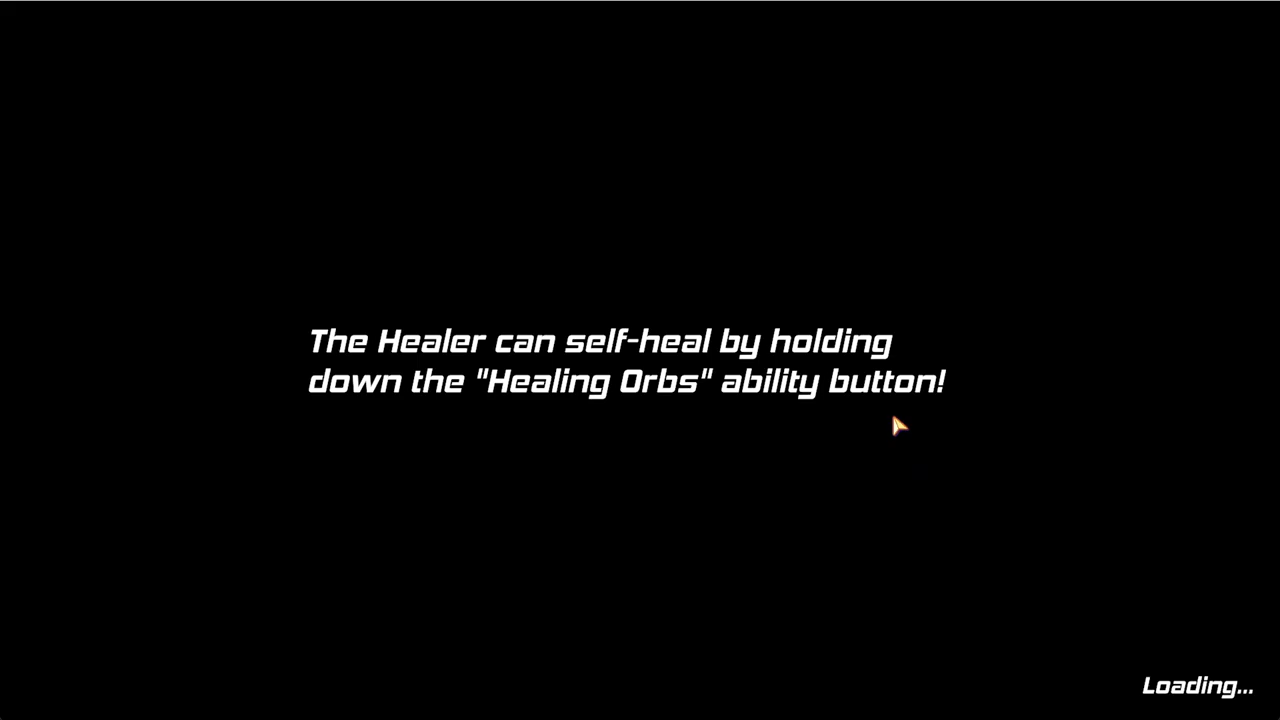 The Healer can self-heal by holding
down the "Healing Orbs" ability button!
Loading...